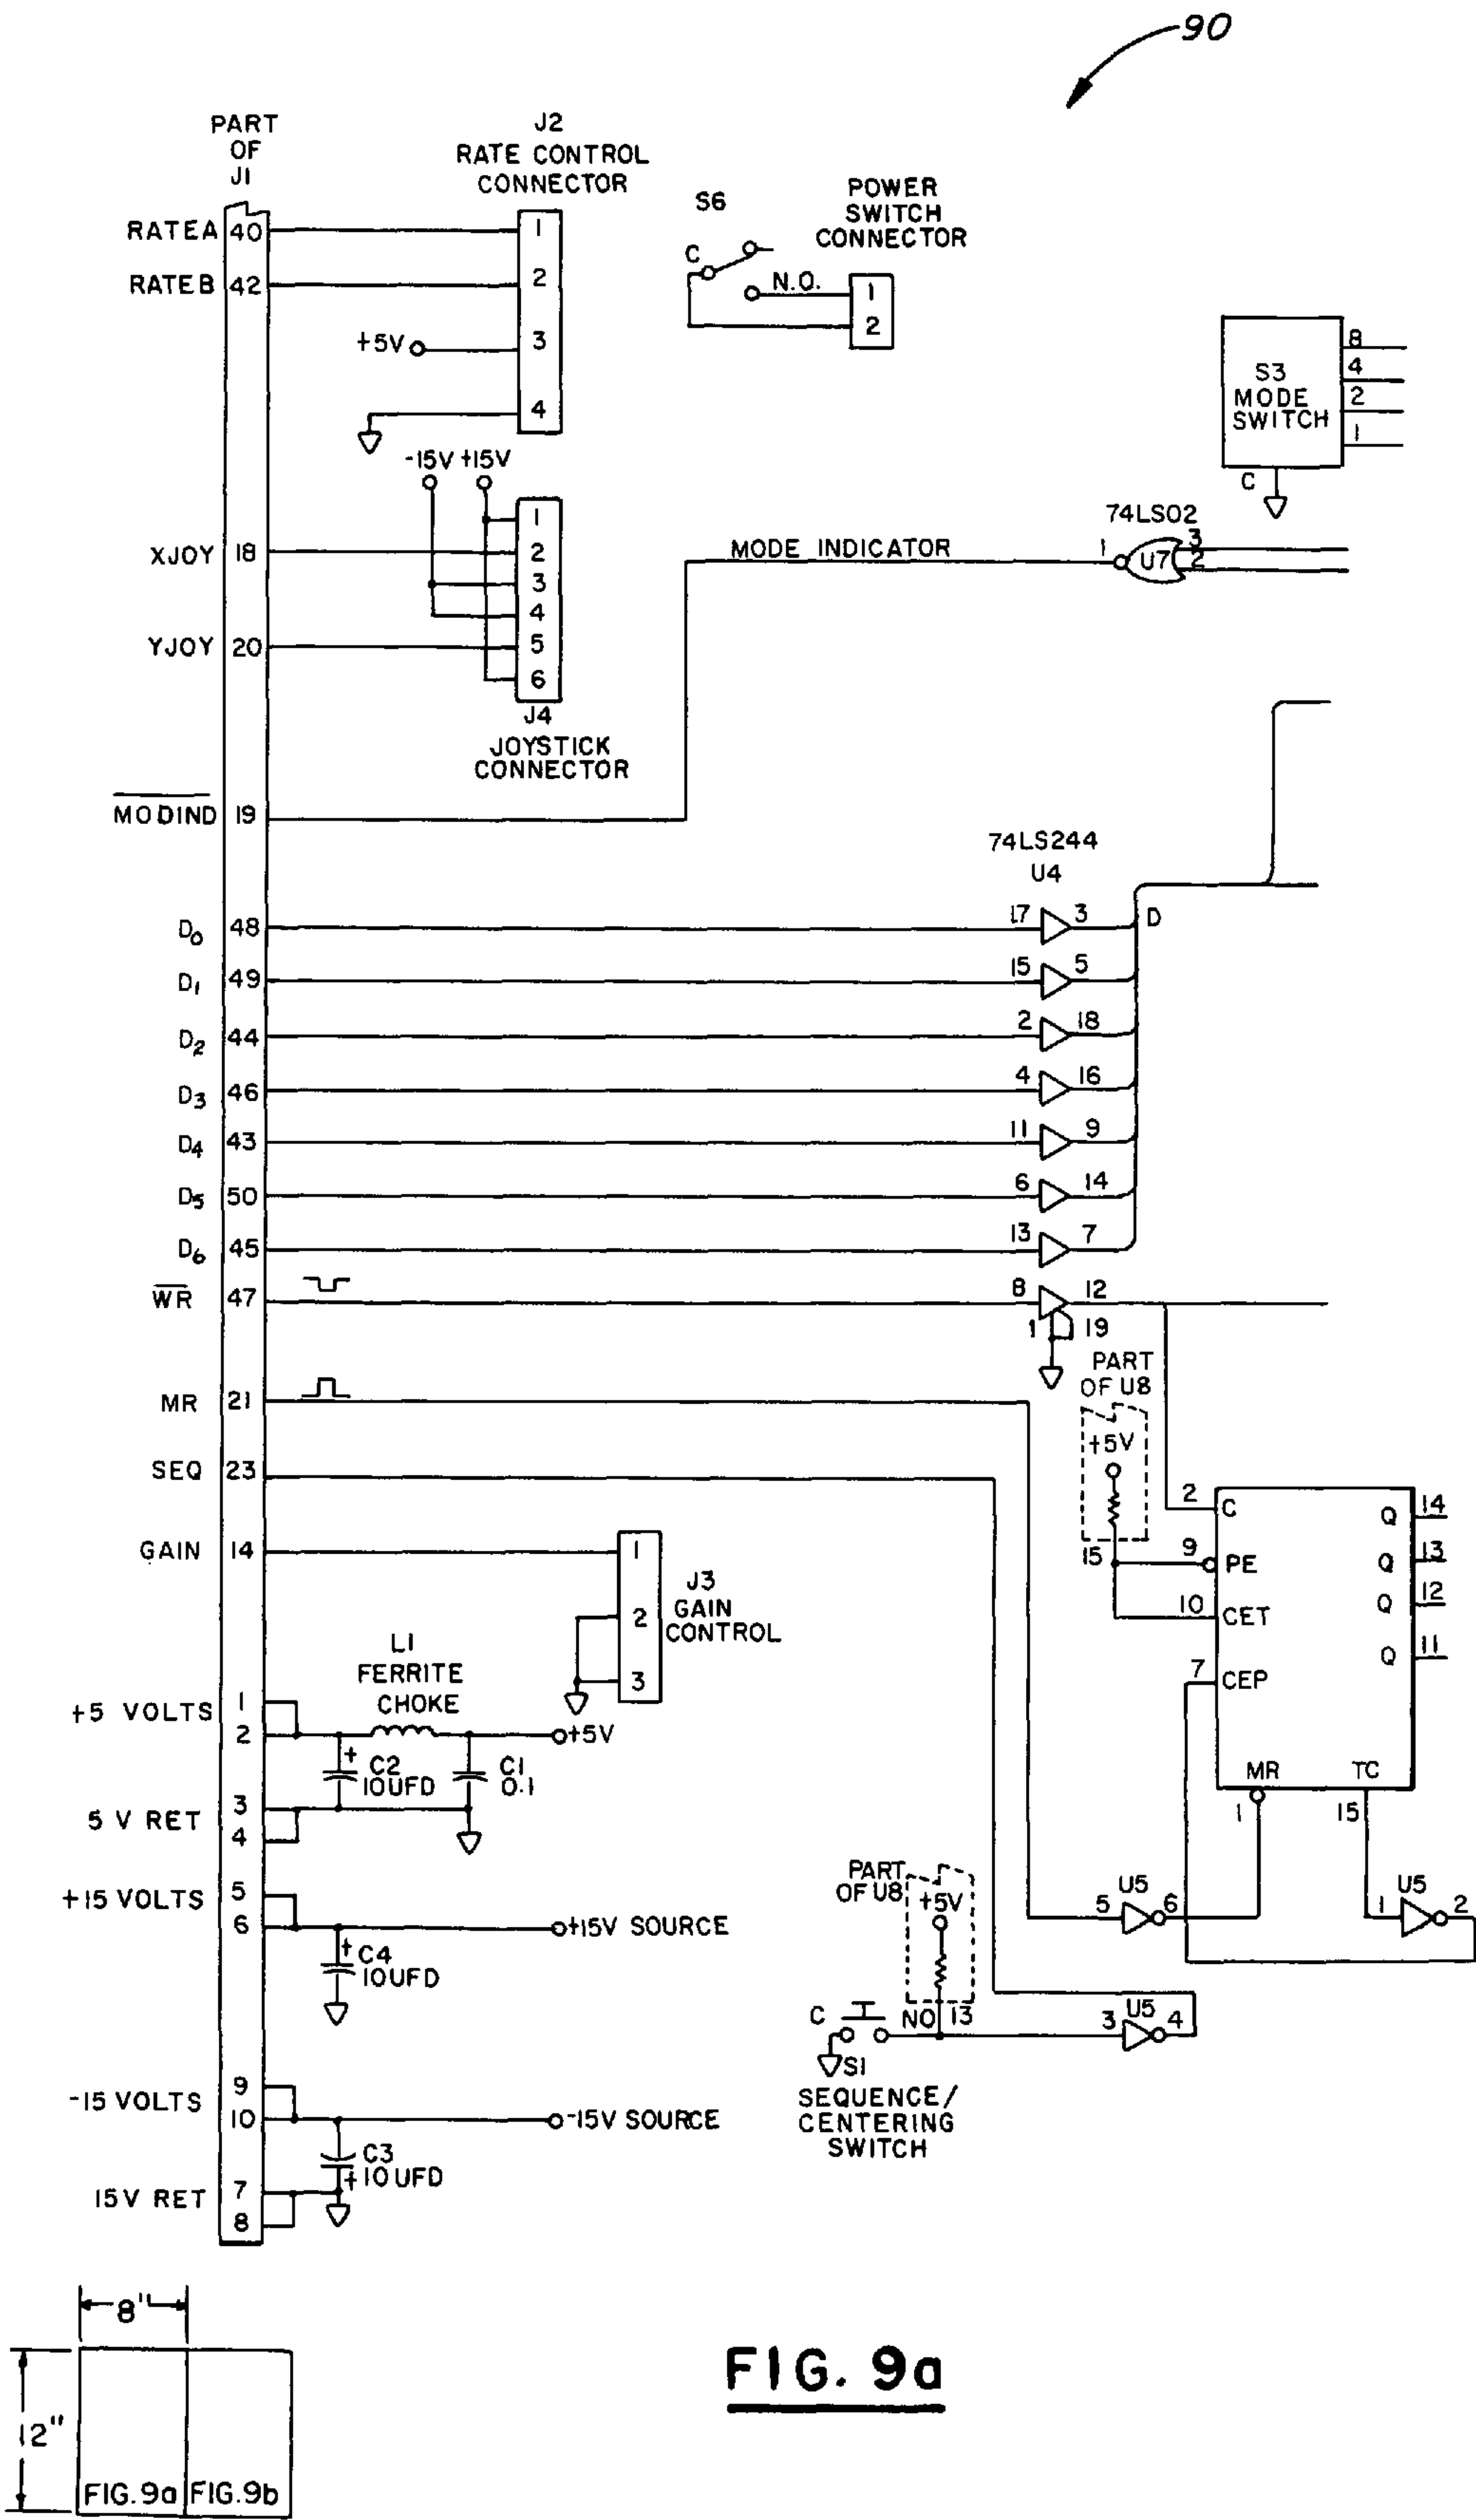 90
PART
OF
J1
J2
RATE CONTROL
CONNECTOR
S6
POWER
SWITCH
CONNECTOR
RATEA 40
1
RATEB 42
2
+5V
3
4
C
N.O.
1
2
S3
MODE
SWITCH
8
4
2
1
C
-15V +15V
1
XJOY 18
2
3
4
YJOY 20
5
6
J4
JOYSTICK
CONNECTOR
MODE INDICATOR
74LS02
1
U7
3
2
MODIND 19
74LS244
U4
D0 48
17 3
D
D1 49
15 5
D2 44
2 18
D3 46
4 16
D4 43
11 9
D5 50
6 14
D6 45
13 7
WR 47
8 12
1 19
PART
OF U8
+5V
MR 21
SEQ 23
15
2 C
9 PE
10 CET
7 CEP
Q 14
Q 13
Q 12
Q 11
MR
TC
1
15
GAIN 14
1
2
3
J3
GAIN
CONTROL
L1
FERRITE
CHOKE
+5 VOLTS
1
2
+5V
+ C2
10UFD
C1
0.1
5 V RET
3
4
+15 VOLTS
5
6
+15V SOURCE
+ C4
10UFD
PART
OF U8
+5V
U5
5 6
U5
1 2
C
NO 13
U5
3 4
S1
SEQUENCE/
CENTERING
SWITCH
-15 VOLTS
9
10
-15V SOURCE
C3
+10UFD
15V RET
7
8
8"
12"
FIG.9a FIG.9b
FIG. 9a